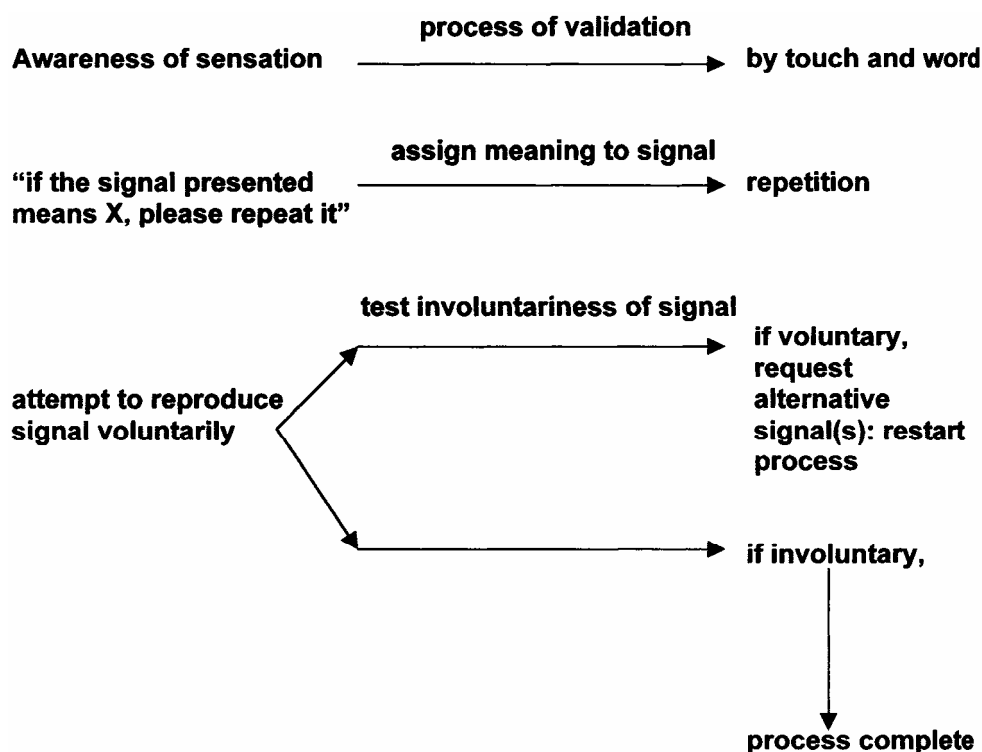 process of validation
Awareness of sensation
by touch and word
assign meaning to signal
“if the signal presented
means X, please repeat it”
repetition
test involuntariness of signal
attempt to reproduce
signal voluntarily
if voluntary,
request
alternative
signal(s): restart
process
if involuntary,
process complete